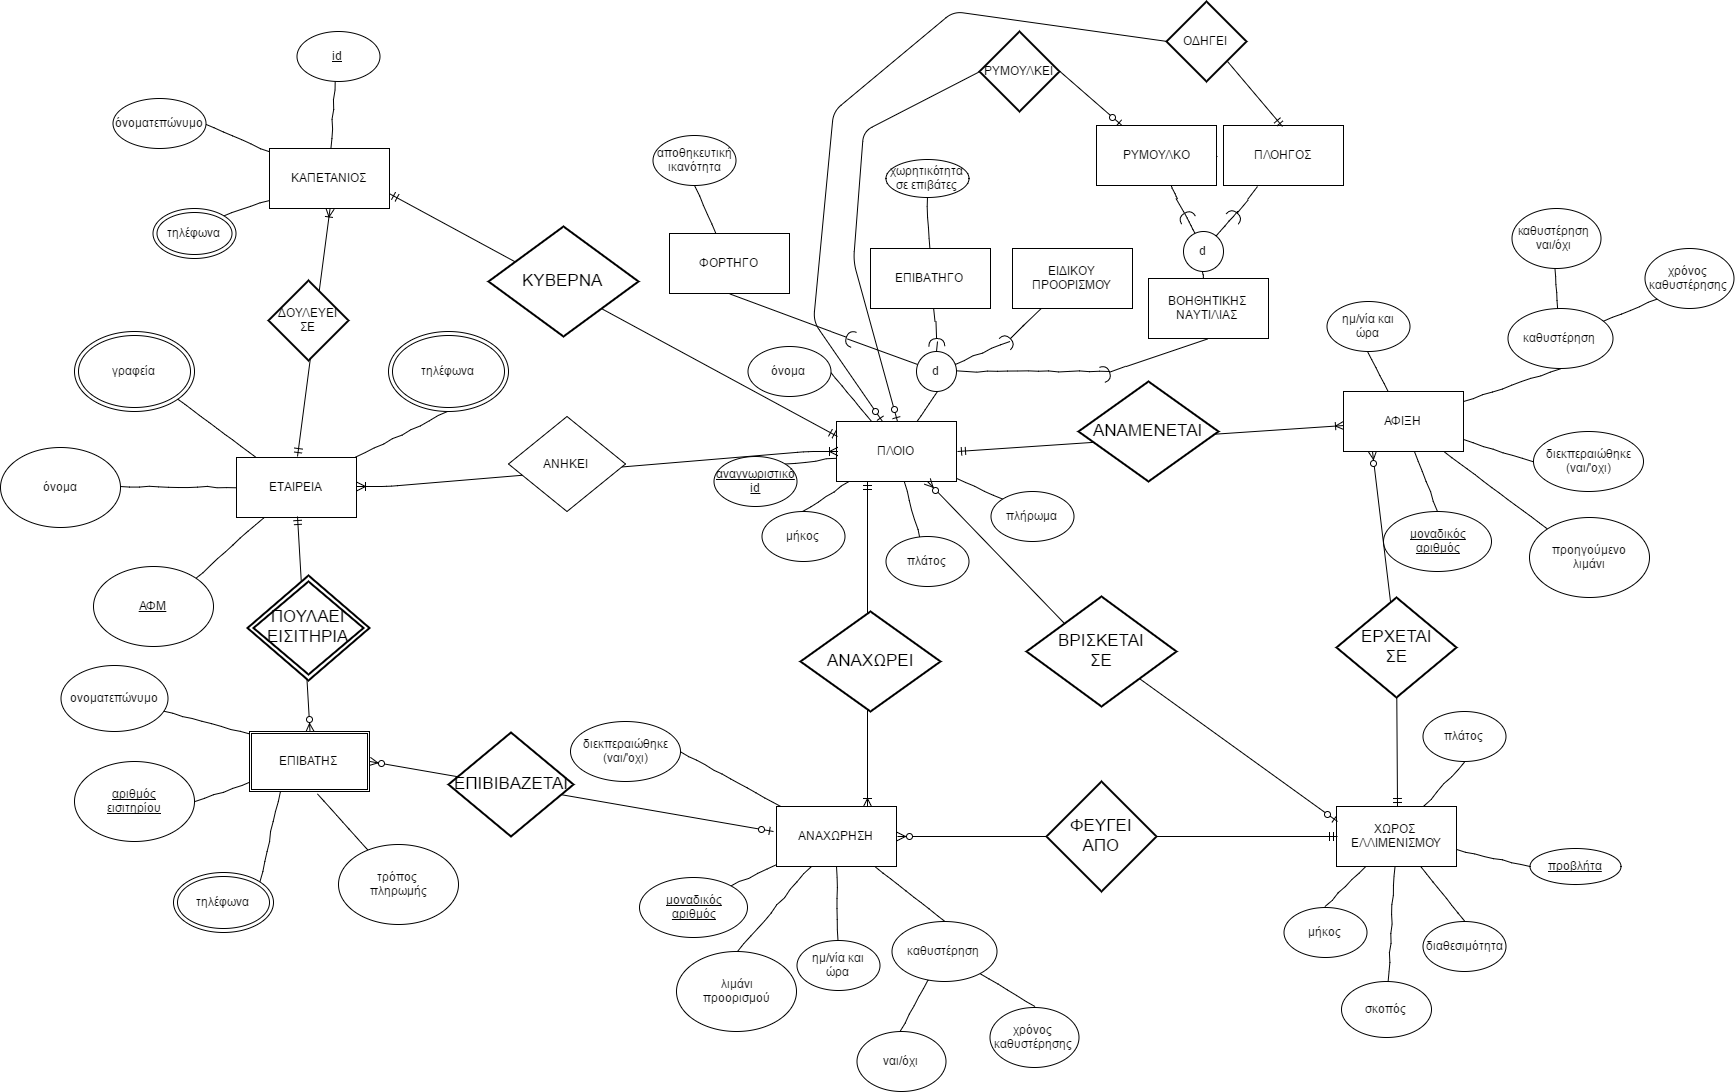 ΟΔΗΓΕΙ
id
ΡΥΜΟΥΛΚΕΙ
όνοματεπώνυμο
ΚΑΠΕΤΑΝΙΟΣ
τηλέφωνα
αποθηκευτική
ικανότητα
χωρητικότητα
σε επιβάτες
ΡΥΜΟΥΛΚΟ
ΠΛΟΗΓΟΣ
d
ΦΟΡΤΗΓΟ
ΕΠΙΒΑΤΗΓΟ
ΕΙΔΙΚΟΥ
ΠΡΟΟΡΙΣΜΟΥ
ΒΟΗΘΗΤΙΚΗΣ
ΝΑΥΤΙΛΙΑΣ
καθυστέρηση
ναι/όχι
χρόνος
καθυστέρησης
ΚΥΒΕΡΝΑ
ΔΟΥΛΕΥΕΙ
ΣΕ
ημ/νία και
ώρα
καθυστέρηση
γραφεία
τηλέφωνα
όνομα
d
ΑΝΗΚΕΙ
ΠΛΟΙΟ
ΑΝΑΜΕΝΕΤΑΙ
ΑΦΙΞΗ
όνομα
ΕΤΑΙΡΕΙΑ
αναγνωριστικό
id
διεκπεραιώθηκε
(ναι/'οχι)
μήκος
πλάτος
πλήρωμα
μοναδικός
αριθμός
προηγούμενο
λιμάνι
ΑΦΜ
ΠΟΥΛΑΕΙ
ΕΙΣΙΤΗΡΙΑ
ΑΝΑΧΩΡΕΙ
ΒΡΙΣΚΕΤΑΙ
ΣΕ
ΕΡΧΕΤΑΙ
ΣΕ
ονοματεπώνυμο
ΕΠΙΒΑΤΗΣ
ΕΠΙΒΙΒΑΖΕΤΑΙ
διεκπεραιώθηκε
(ναι/'οχι)
πλάτος
αριθμός
εισιτηρίου
ΑΝΑΧΩΡΗΣΗ
ΦΕΥΓΕΙ
ΑΠΟ
ΧΩΡΟΣ
ΕΛΛΙΜΕΝΙΣΜΟΥ
προβλήτα
τηλέφωνα
τρόπος
πληρωμής
μοναδικός
αριθμός
λιμάνι
προορισμού
ημ/νία και
ώρα
καθυστέρηση
μήκος
διαθεσιμότητα
σκοπός
ναι/όχι
χρόνος
καθυστέρησης